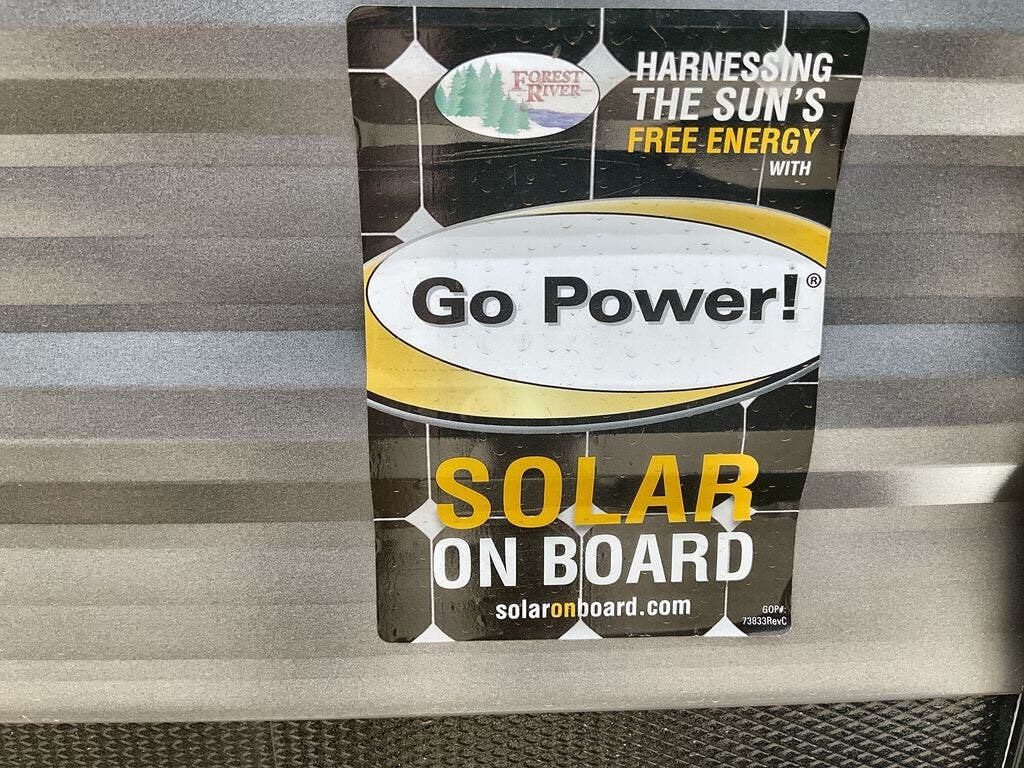 FOREST
RIVER
HARNESSING
THE SUN'S
FREE ENERGY
WITH
Go Power!®
SOLAR
ON BOARD
solaronboard.com
GOP#:
73833RevC